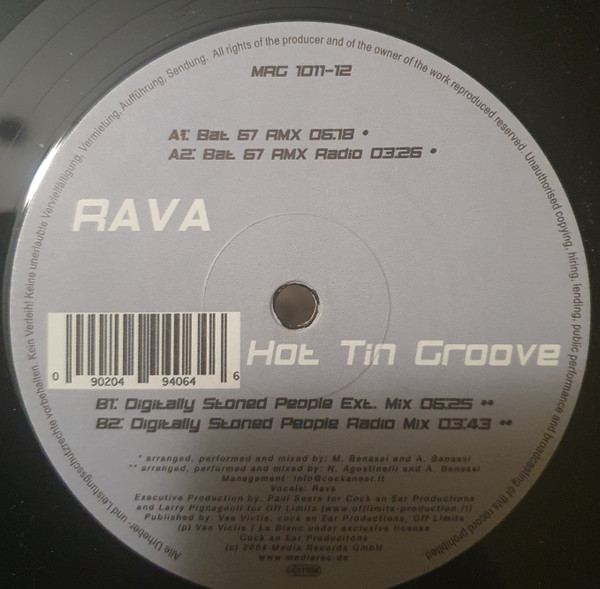 Alle Urheber- und Leistungsschutzrechte vorbehalten. Kein Verleih! Keine unerlaubte Vervielfältigung, Vermietung, Aufführung, Sendung. All rights of the producer and of the owner of the work reproduced reserved. Unauthorised copying, hiring, lending, public performance and broadcasting of this record prohibited.
MRG 1011-12
A1: Bat 67 RMX 06:18 *
A2: Bat 67 RMX Radio 03:26 *
RAVA
0 90204 94064 6
Hot Tin Groove
B1: Digitally Stoned People Ext. Mix 06:25 **
B2: Digitally Stoned People Radio Mix 03:43 **
* arranged, performed and mixed by: M. Benassi and A. Benassi
** arranged, performed and mixed by: N. Agostinelli and A. Benassi
Management: info@cockanear.it
Vocals: Rava
Executive Production by: Paul Sears for Cock an Ear Productions
and Larry Pignagnoli for Off Limits (www.offlimits-production.it)
Published by: Vae Victis, cock an Ear Productions, Off Limits
(p) Vae Victis / Le Blanc under exclusive license
Cock an Ear Productions
(c) 2004 Media Records GmbH
www.mediarec.de